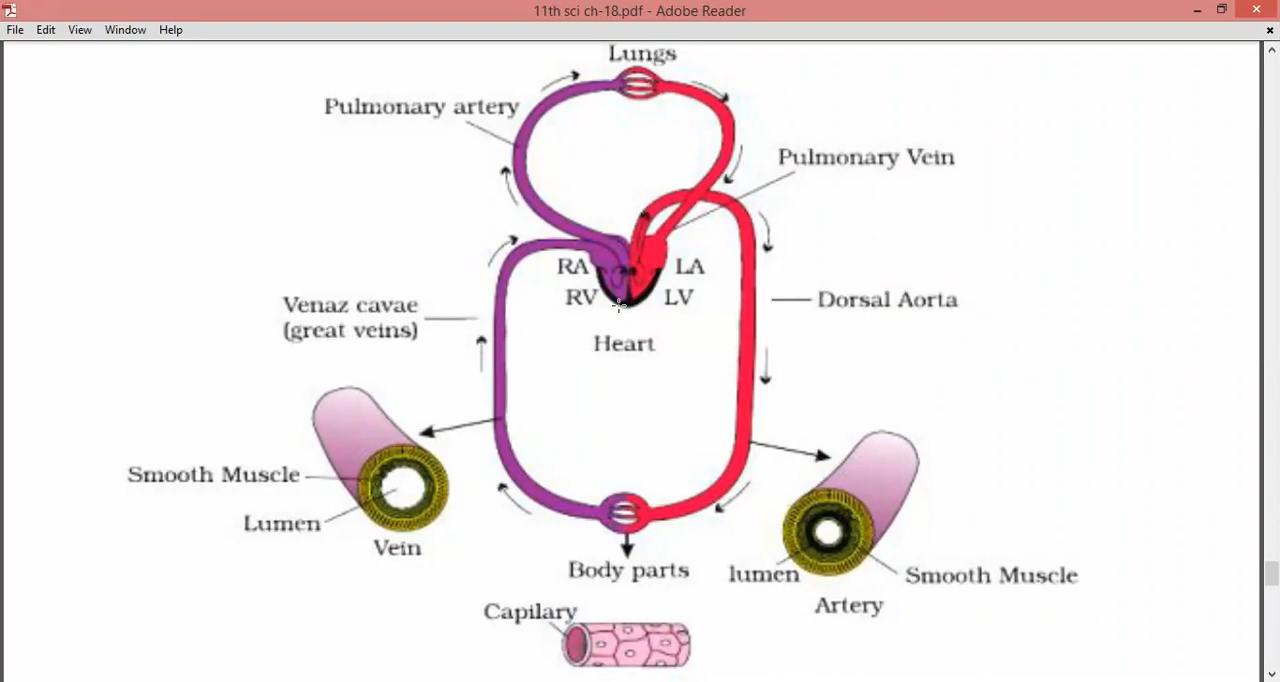 11th sci ch-18.pdf - Adobe Reader
File Edit View Window Help
Lungs
Pulmonary artery
Pulmonary Vein
RA LA
RV LV
Venaz cavae
(great veins)
Dorsal Aorta
Heart
Smooth Muscle
Lumen
Vein
Body parts
lumen
Smooth Muscle
Artery
Capilary